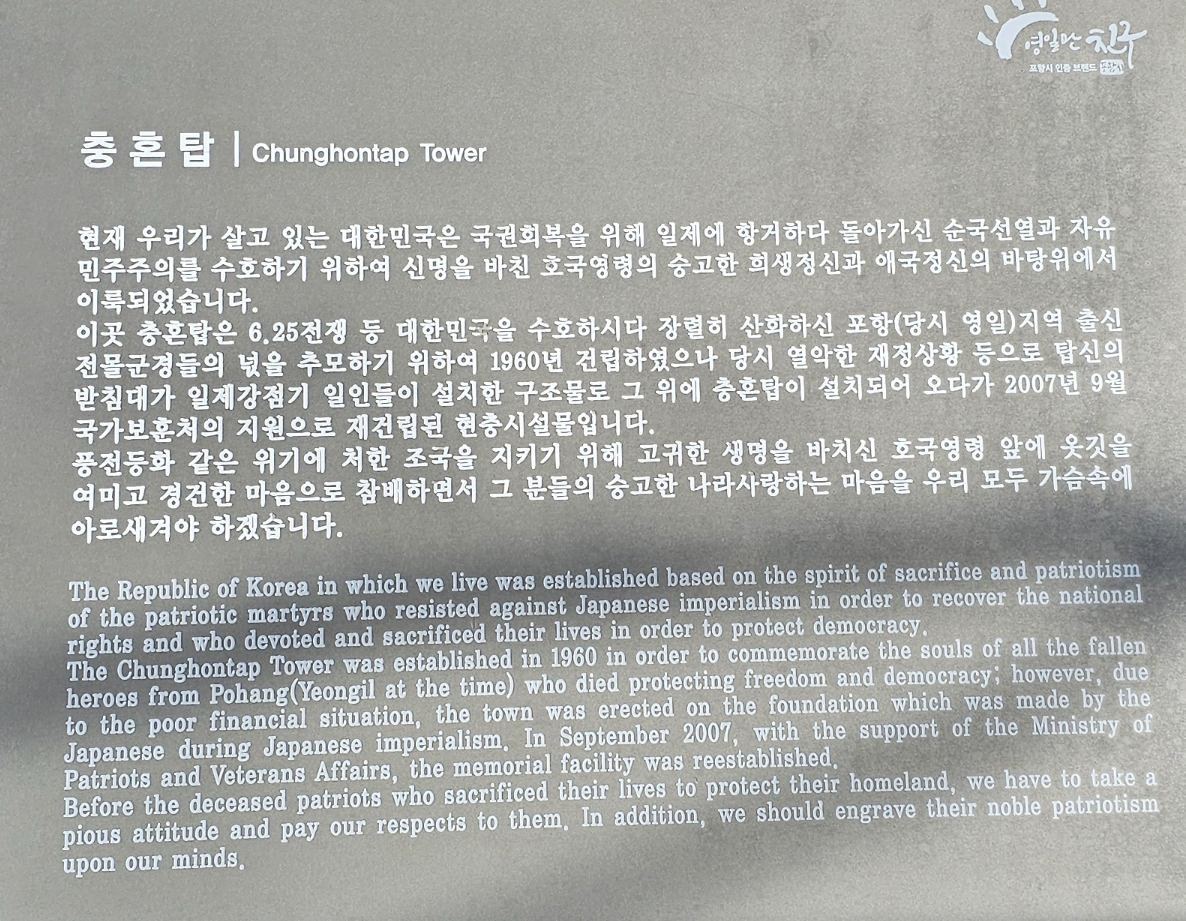 영일만 친구
포항시 인증 브랜드 포항시
충혼탑 | Chunghontap Tower
현재 우리가 살고 있는 대한민국은 국권회복을 위해 일제에 항거하다 돌아가신 순국선열과 자유
민주주의를 수호하기 위하여 신명을 바친 호국영령의 숭고한 희생정신과 애국정신의 바탕위에서
이룩되었습니다.
이곳 충혼탑은 6.25전쟁 등 대한민국을 수호하시다 장렬히 산화하신 포항(당시 영일)지역 출신
전몰군경들의 넋을 추모하기 위하여 1960년 건립하였으나 당시 열악한 재정상황 등으로 탑신의
받침대가 일제강점기 일인들이 설치한 구조물로 그 위에 충혼탑이 설치되어 오다가 2007년 9월
국가보훈처의 지원으로 재건립된 현충시설물입니다.
풍전등화 같은 위기에 처한 조국을 지키기 위해 고귀한 생명을 바치신 호국영령 앞에 옷깃을
여미고 경건한 마음으로 참배하면서 그 분들의 숭고한 나라사랑하는 마음을 우리 모두 가슴속에
아로새겨야 하겠습니다.
The Republic of Korea in which we live was established based on the spirit of sacrifice and patriotism
of the patriotic martyrs who resisted against Japanese imperialism in order to recover the national
rights and who devoted and sacrificed their lives in order to protect democracy.
The Chunghontap Tower was established in 1960 in order to commemorate the souls of all the fallen
heroes from Pohang(Yeongil at the time) who died protecting freedom and democracy; however, due
to the poor financial situation, the town was erected on the foundation which was made by the
Japanese during Japanese imperialism. In September 2007, with the support of the Ministry of
Patriots and Veterans Affairs, the memorial facility was reestablished.
Before the deceased patriots who sacrificed their lives to protect their homeland, we have to take a
pious attitude and pay our respects to them. In addition, we should engrave their noble patriotism
upon our minds.